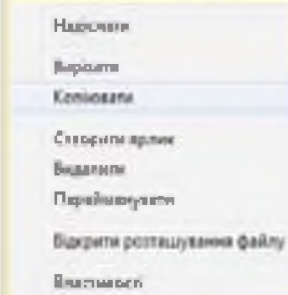 Надіслати
Вирізати
Копіювати
Створити ярлик
Видалити
Перейменувати
Відкрити розташування файлу
Властивості